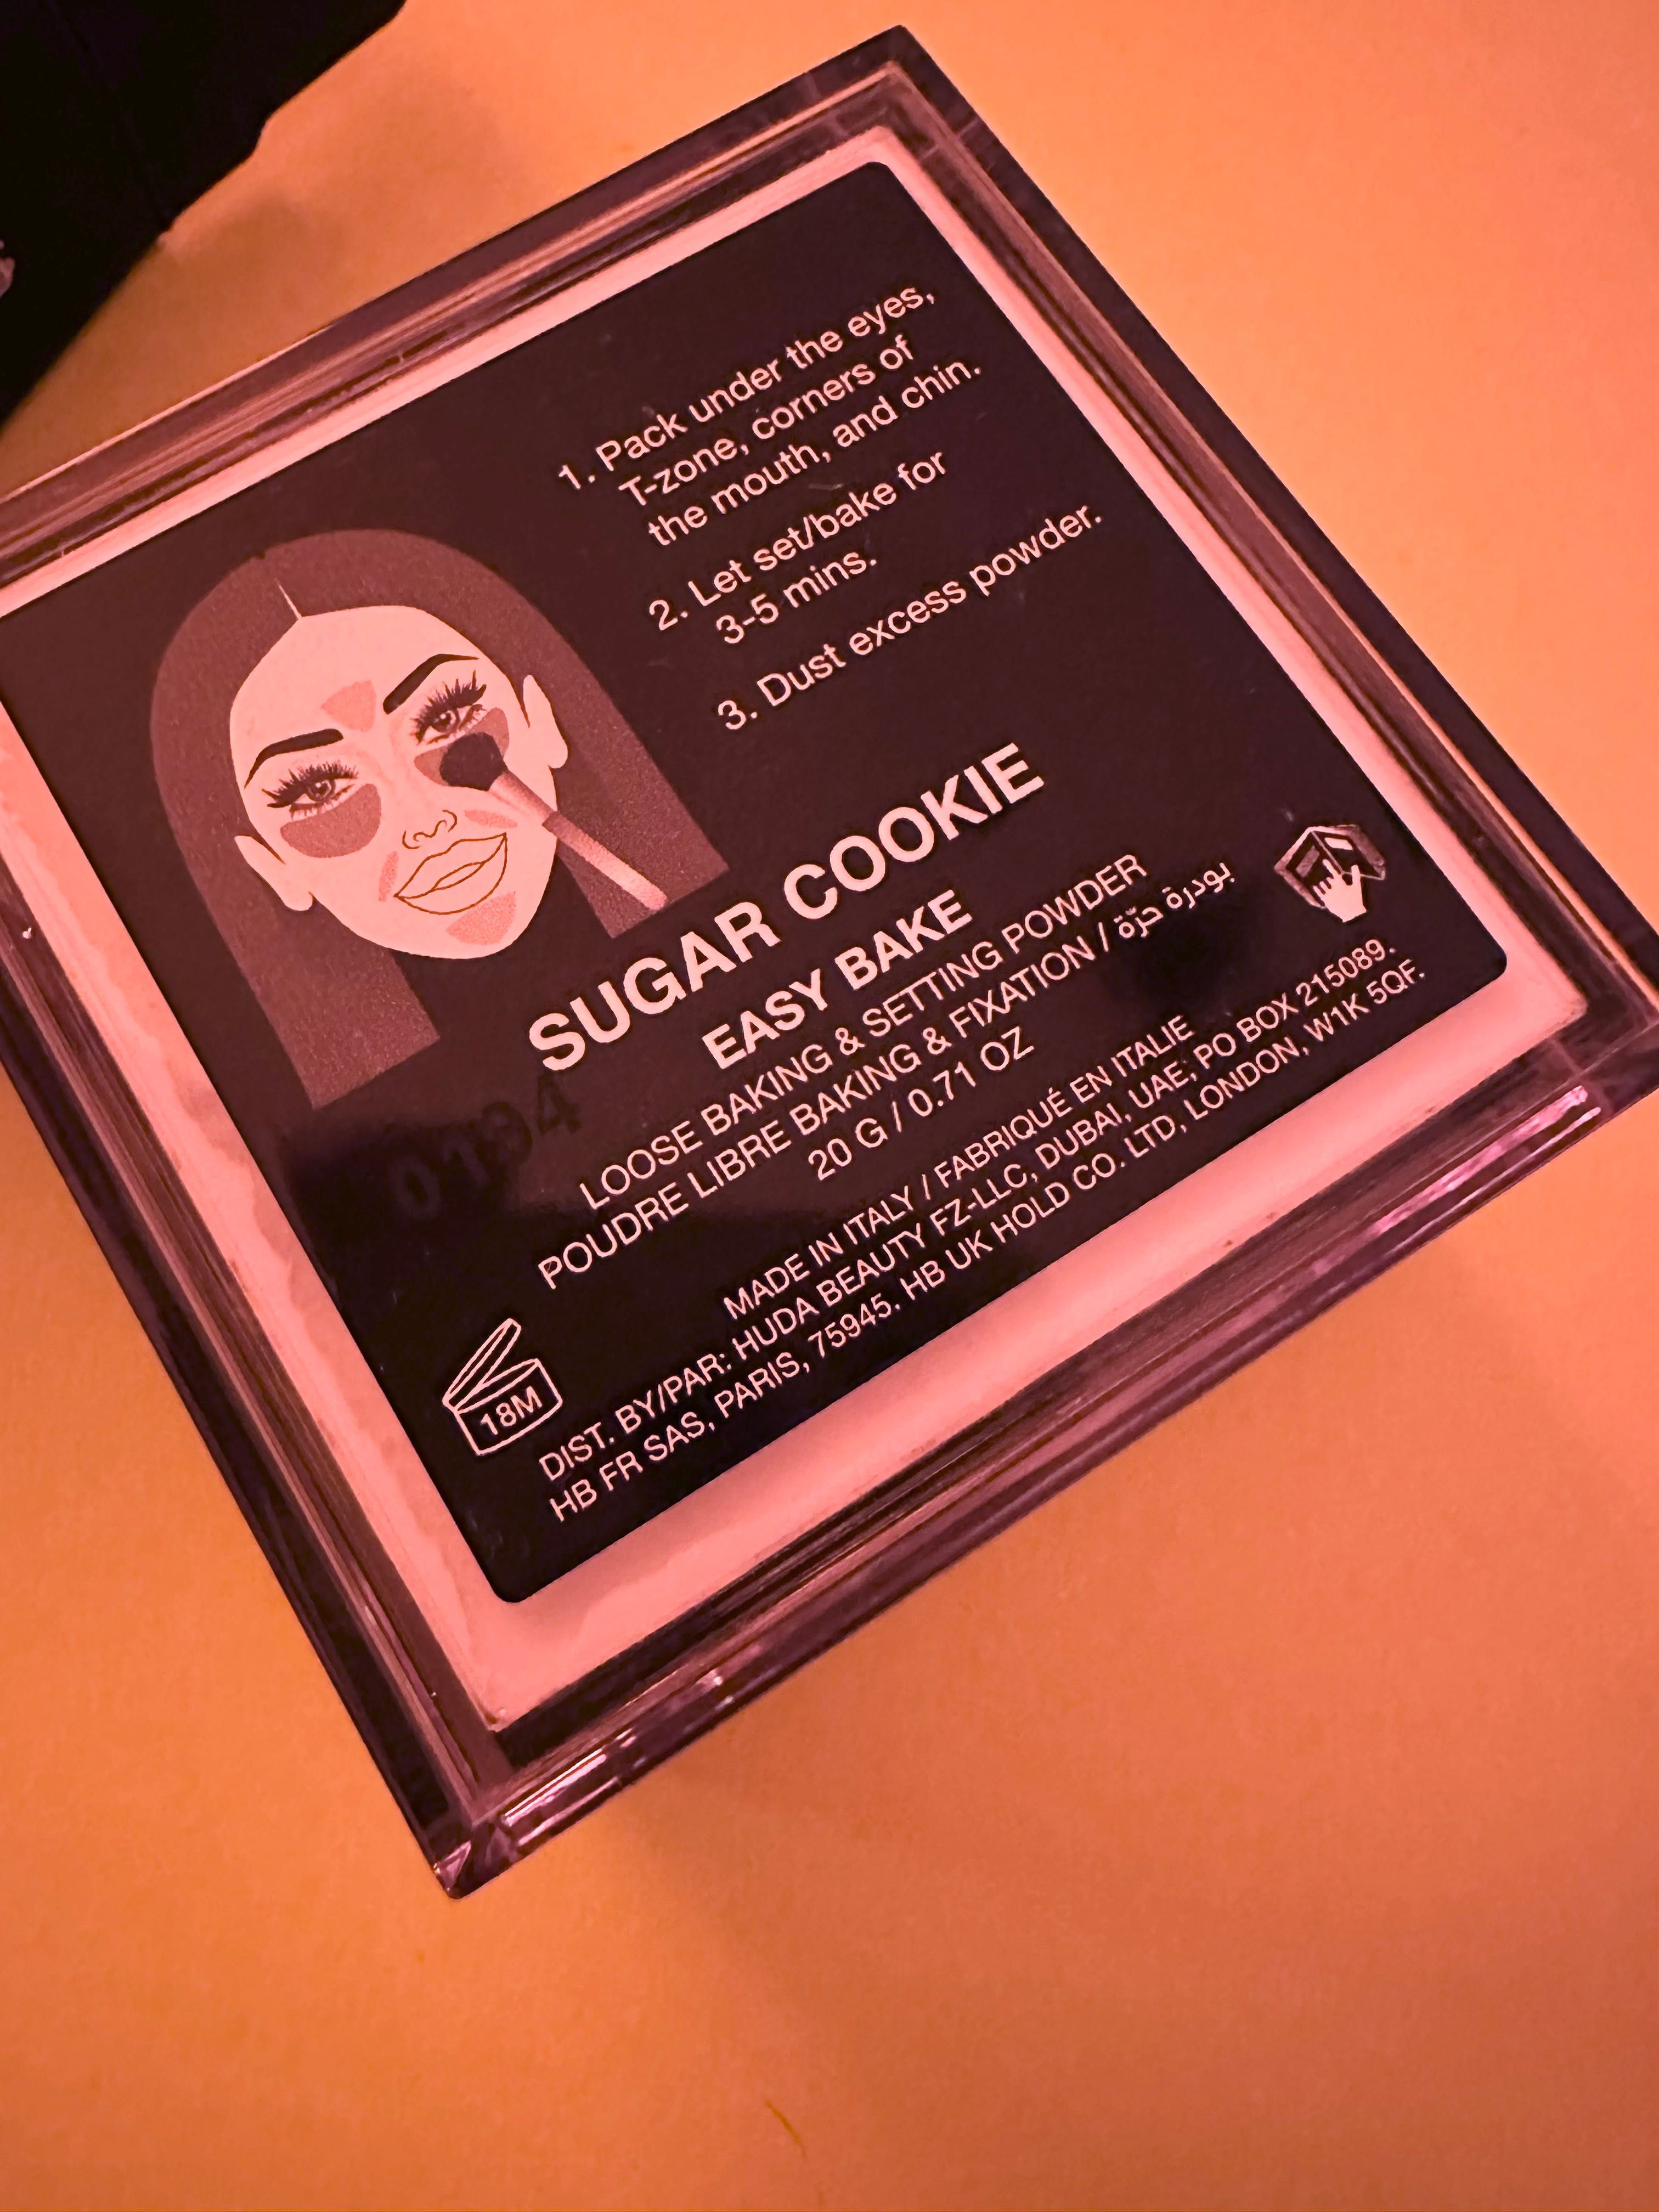 1. Pack under the eyes,
T-zone, corners of
the mouth, and chin.
2. Let set/bake for
3-5 mins.
3. Dust excess powder.
SUGAR COOKIE
EASY BAKE
LOOSE BAKING & SETTING POWDER
POUDRE LIBRE BAKING & FIXATION / بودرة حرّة
20 G / 0.71 OZ
0194
MADE IN ITALY / FABRIQUÉ EN ITALIE
DIST. BY/PAR: HUDA BEAUTY FZ-LLC, DUBAI, UAE, PO BOX 215089.
HB FR SAS, PARIS, 75945. HB UK HOLD CO. LTD, LONDON, W1K 5QF.
18M